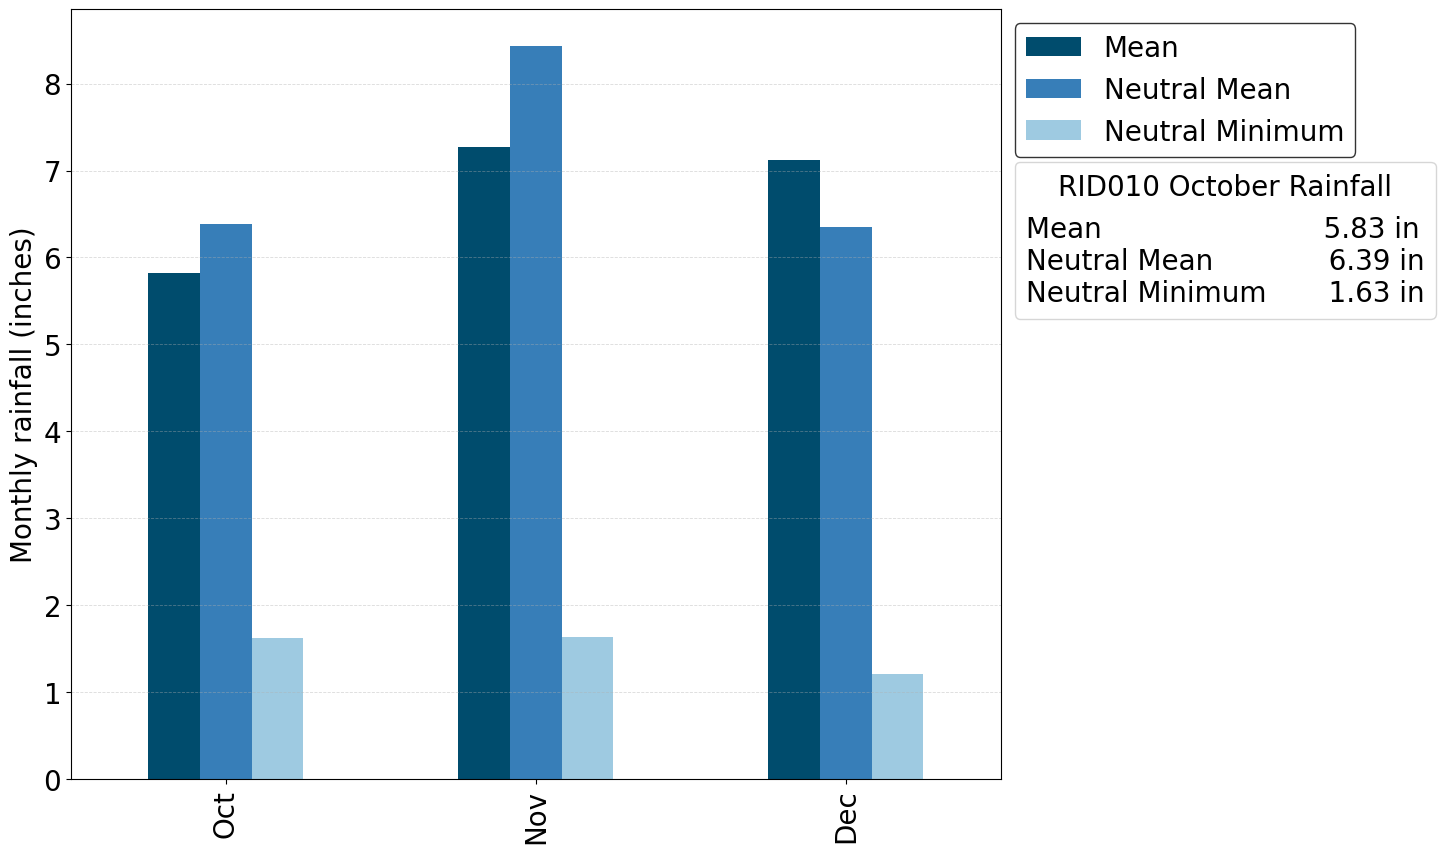 Monthly rainfall (inches)
8
7
6
5
4
3
2
1
0
Oct
Nov
Dec
Mean
Neutral Mean
Neutral Minimum
RID010 October Rainfall
Mean 5.83 in
Neutral Mean 6.39 in
Neutral Minimum 1.63 in